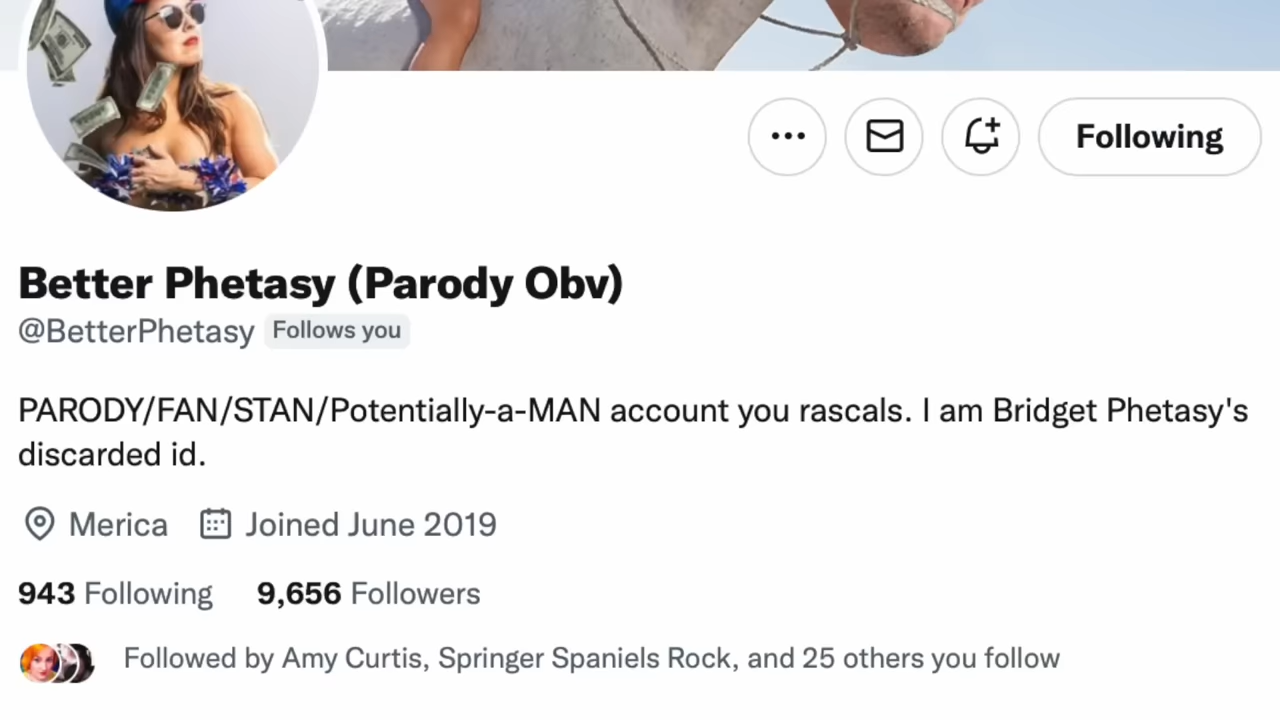 Following
Better Phetasy (Parody Obv)
@BetterPhetasy Follows you
PARODY/FAN/STAN/Potentially-a-MAN account you rascals. I am Bridget Phetasy's
discarded id.
Merica Joined June 2019
943 Following 9,656 Followers
Followed by Amy Curtis, Springer Spaniels Rock, and 25 others you follow